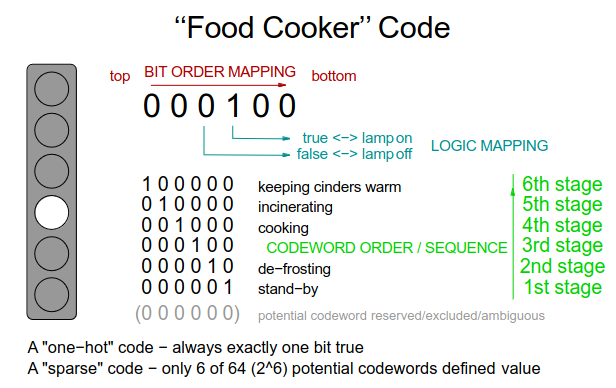 “Food Cooker” Code
top BIT ORDER MAPPING bottom
0 0 0 1 0 0
true <-> lamp on
false <-> lamp off
LOGIC MAPPING
1 0 0 0 0 0 keeping cinders warm 6th stage
0 1 0 0 0 0 incinerating 5th stage
0 0 1 0 0 0 cooking 4th stage
0 0 0 1 0 0 CODEWORD ORDER / SEQUENCE 3rd stage
0 0 0 0 1 0 de-frosting 2nd stage
0 0 0 0 0 1 stand-by 1st stage
(0 0 0 0 0 0) potential codeword reserved/excluded/ambiguous
A "one-hot" code - always exactly one bit true
A "sparse" code - only 6 of 64 (2^6) potential codewords defined value